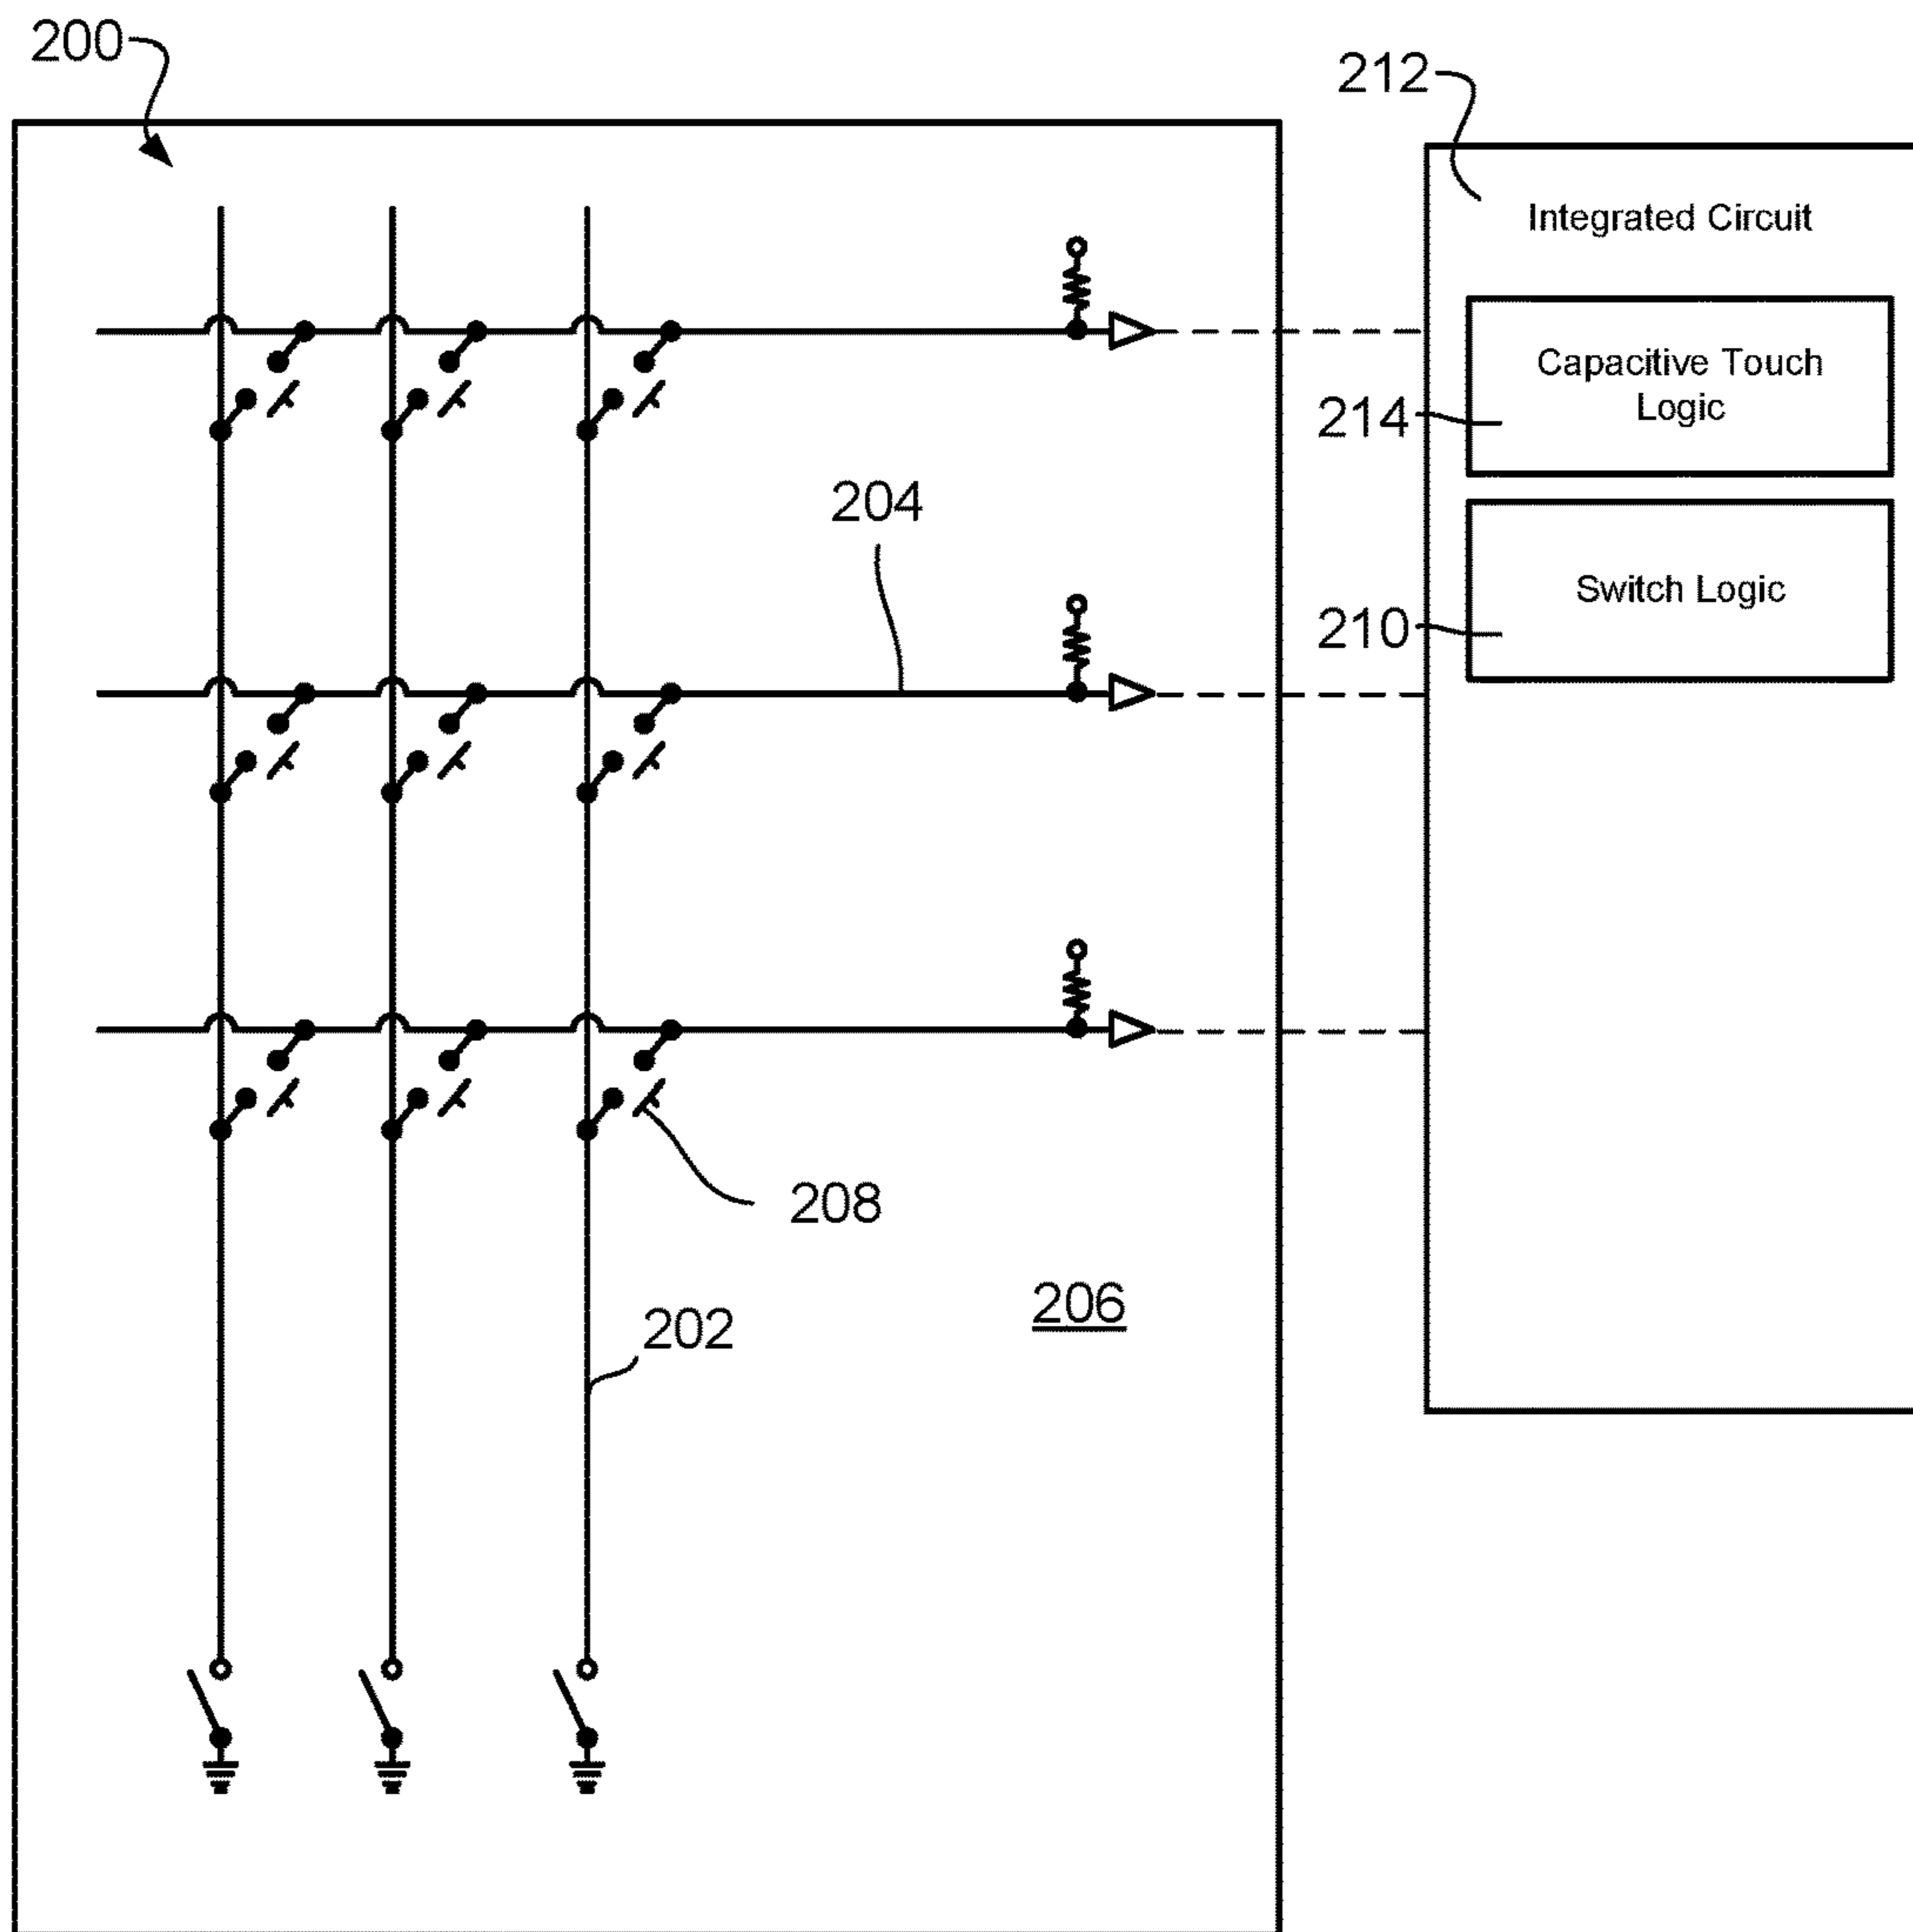 200
212
Integrated Circuit
Capacitive Touch
Logic
214
204
Switch Logic
210
208
206
202